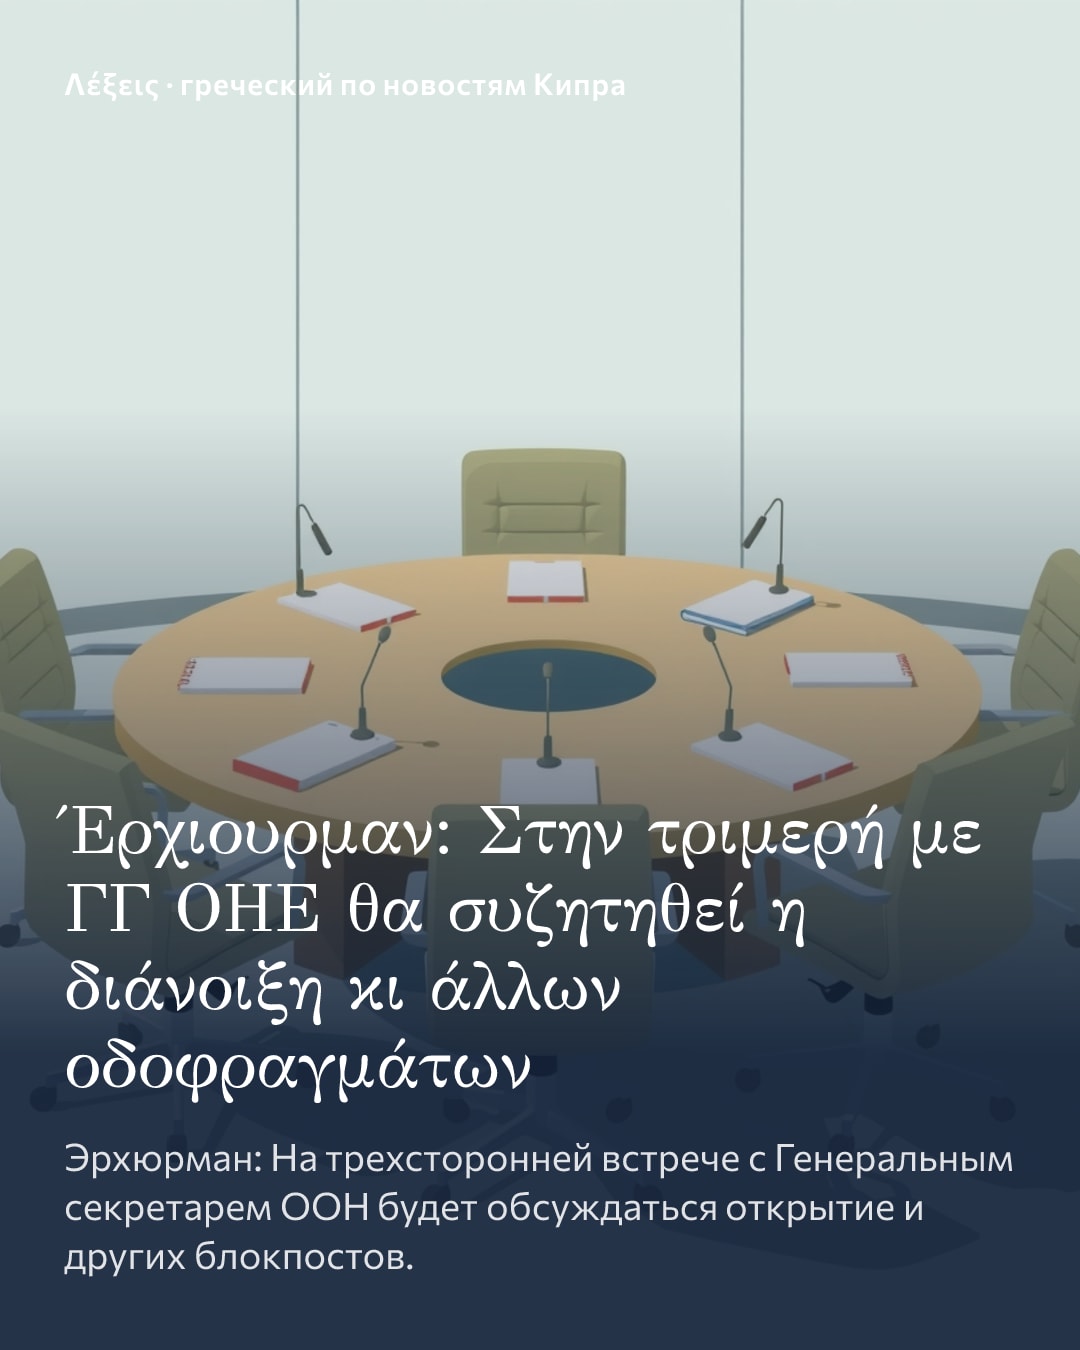 Λέξεις · греческий по новостям Кипра
Έρχιουρμαν: Στην τριμερή με
ΓΓ ΟΗΕ θα συζητηθεί η
διάνοιξη κι άλλων
οδοφραγμάτων
Эрхюрман: На трехсторонней встрече с Генеральным
секретарем ООН будет обсуждаться открытие и
других блокпостов.